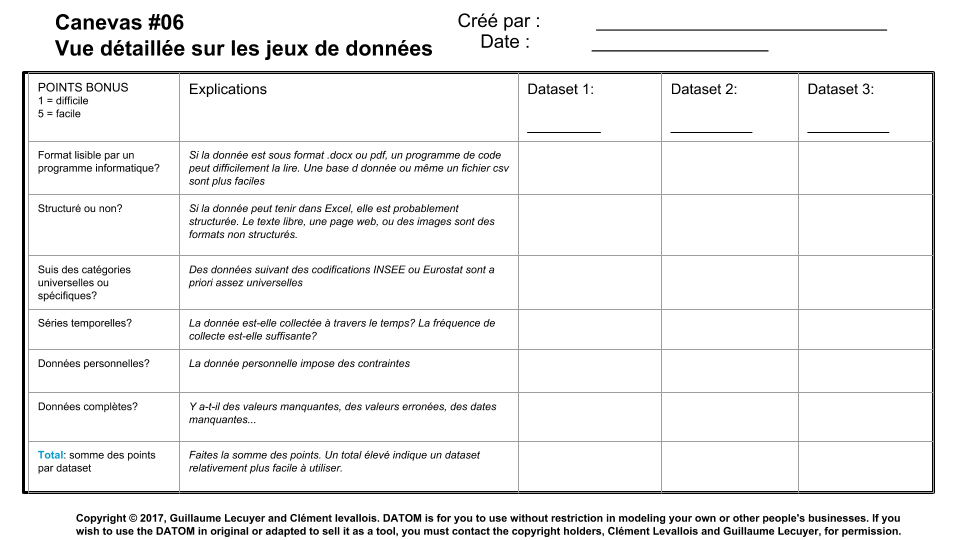 Canevas #06
Vue détaillée sur les jeux de données
Créé par :
Date :
POINTS BONUS
1 = difficile
5 = facile
Explications
Dataset 1:
Dataset 2:
Dataset 3:
Format lisible par un
programme informatique?
Si la donnée est sous format .docx ou pdf, un programme de code
peut difficilement la lire. Une base d donnée ou même un fichier csv
sont plus faciles
Structuré ou non?
Si la donnée peut tenir dans Excel, elle est probablement
structurée. Le texte libre, une page web, ou des images sont des
formats non structurés.
Suis des catégories
universelles ou
spécifiques?
Des données suivant des codifications INSEE ou Eurostat sont a
priori assez universelles
Séries temporelles?
La donnée est-elle collectée à travers le temps? La fréquence de
collecte est-elle suffisante?
Données personnelles?
La donnée personnelle impose des contraintes
Données complètes?
Y a-t-il des valeurs manquantes, des valeurs erronées, des dates
manquantes...
Total: somme des points
par dataset
Faites la somme des points. Un total élevé indique un dataset
relativement plus facile à utiliser.
Copyright © 2017, Guillaume Lecuyer and Clément levallois. DATOM is for you to use without restriction in modeling your own or other people's businesses. If you
wish to use the DATOM in original or adapted to sell it as a tool, you must contact the copyright holders, Clément Levallois and Guillaume Lecuyer, for permission.